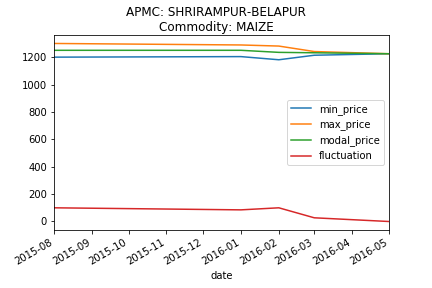 APMC: SHRIRAMPUR-BELAPUR
Commodity: MAIZE
1200
1000
800
600
400
200
0
min_price
max_price
modal_price
fluctuation
2015-08
2015-09
2015-10
2015-11
2015-12
2016-01
2016-02
2016-03
2016-04
2016-05
date